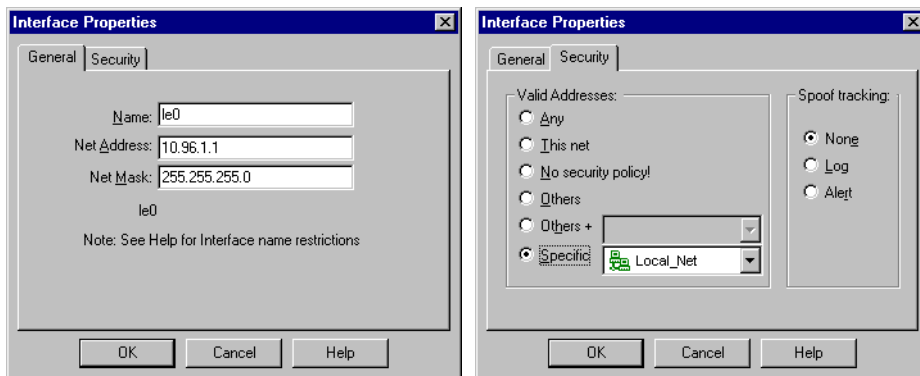 Interface Properties
General Security
Name: le0
Net Address: 10.96.1.1
Net Mask: 255.255.255.0
le0
Note: See Help for Interface name restrictions
OK Cancel Help
Interface Properties
General Security
Valid Addresses:
Any
This net
No security policy!
Others
Others +
Specific Local_Net
Spoof tracking:
None
Log
Alert
OK Cancel Help